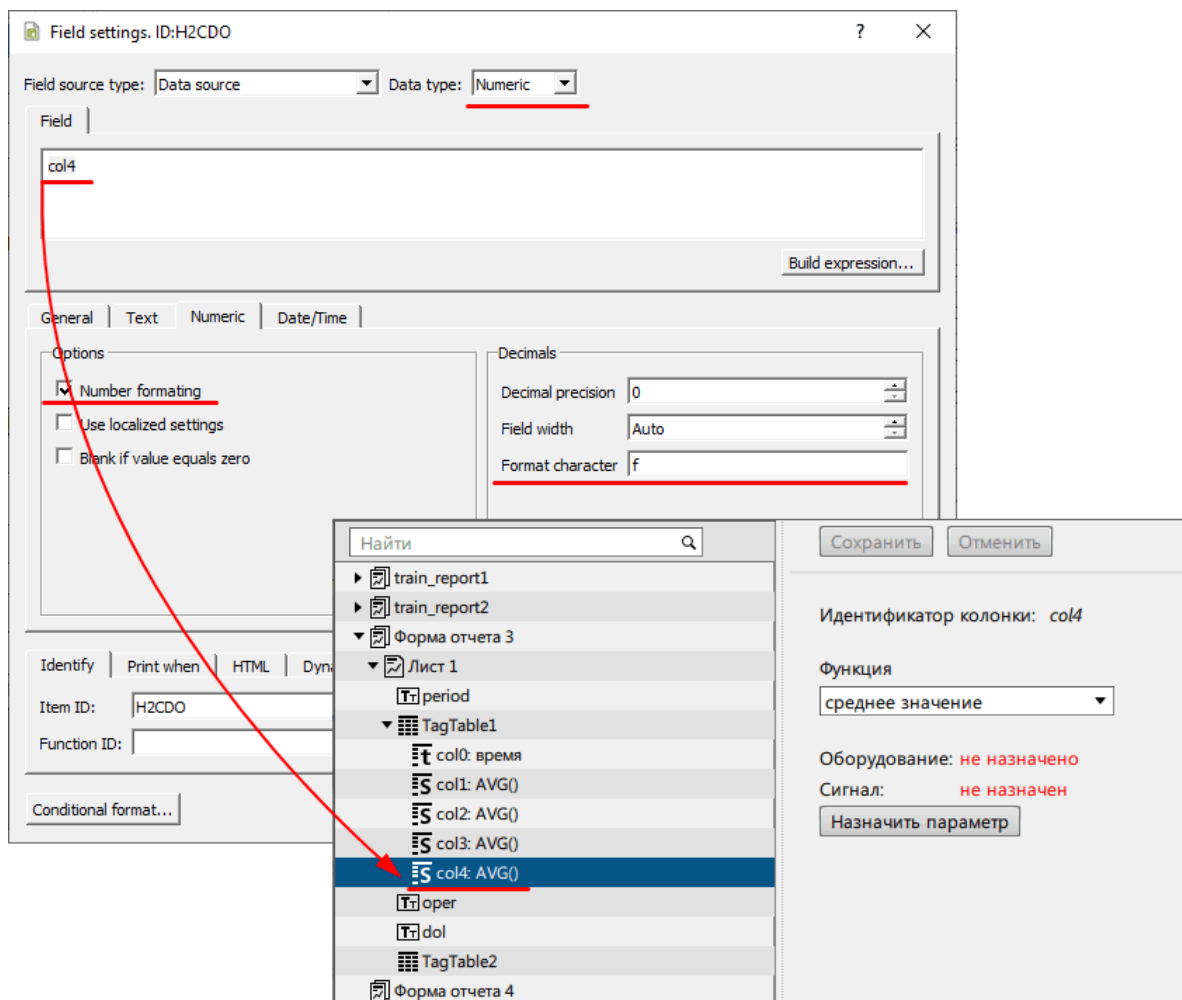 Field settings. ID:H2CDO
?
Field source type: Data source Data type: Numeric
Field
col4
Build expression...
General Text Numeric Date/Time
Options
Number formating
Use localized settings
Blank if value equals zero
Decimals
Decimal precision 0
Field width Auto
Format character f
Identify Print when HTML
Item ID: H2CDO
Function ID:
Conditional format...
Найти
train_report1
train_report2
Форма отчета 3
Лист 1
period
TagTable1
col0: время
col1: AVG()
col2: AVG()
col3: AVG()
col4: AVG()
oper
dol
TagTable2
Форма отчета 4
Сохранить Отменить
Идентификатор колонки: col4
Функция
среднее значение
Оборудование: не назначено
Сигнал: не назначен
Назначить параметр